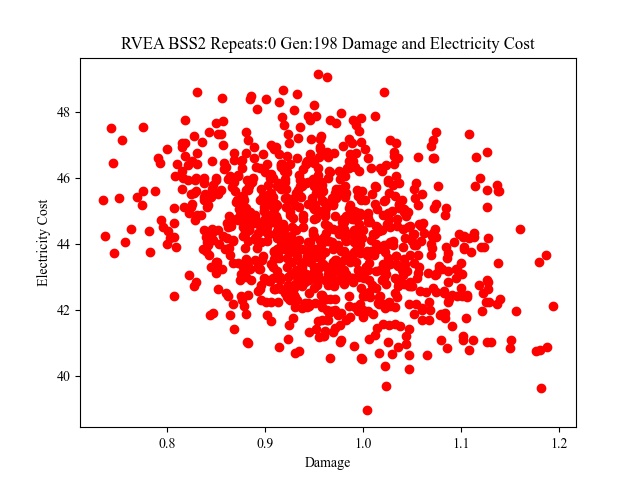 RVEA BSS2 Repeats:0 Gen:198 Damage and Electricity Cost
48
46
44
42
40
Electricity Cost
0.8 0.9 1.0 1.1 1.2
Damage